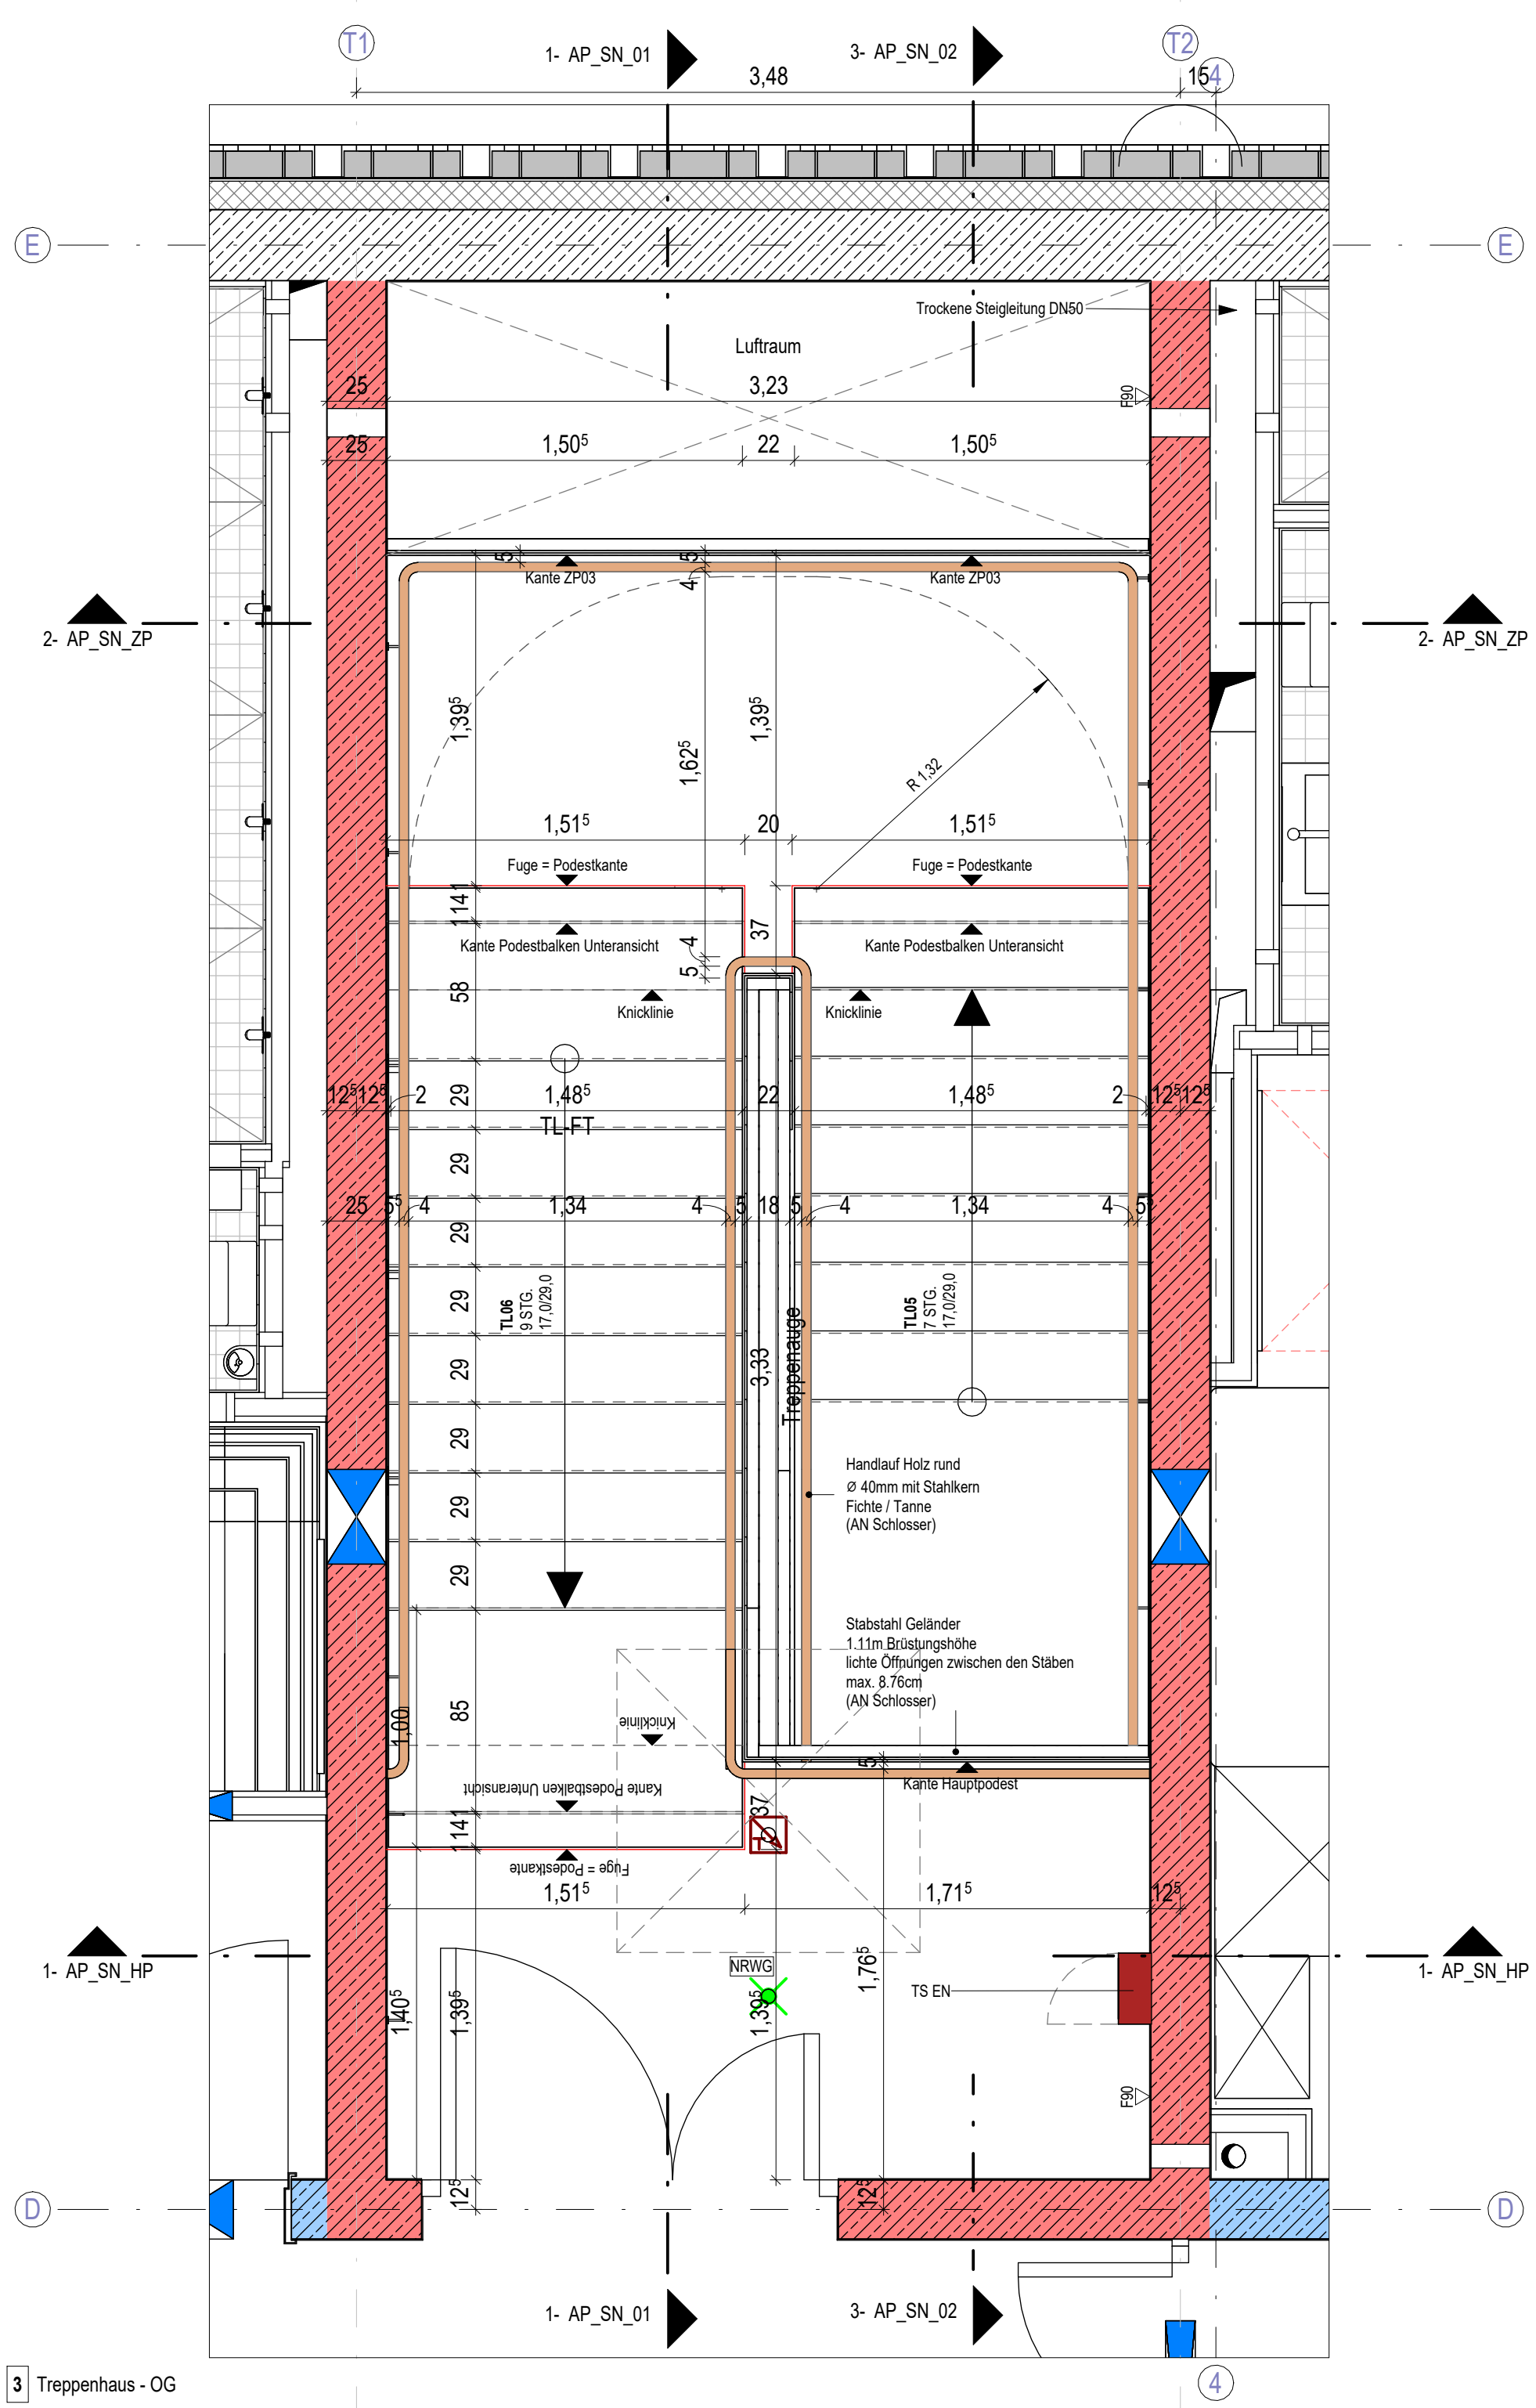 T1
1- AP_SN_01
3- AP_SN_02
T2
3,48
15
4
E
E
Trockene Steigleitung DN50
Luftraum
25
3,23
F90
25
1,50⁵
22
1,50⁵
5
5
Kante ZP03
Kante ZP03
4
2- AP_SN_ZP
2- AP_SN_ZP
1,39⁵
1,62⁵
1,39⁵
R 1,32
1,51⁵
20
1,51⁵
Fuge = Podestkante
Fuge = Podestkante
1
14
1
37
Kante Podestbalken Unteransicht
Kante Podestbalken Unteransicht
4
5
58
Knicklinie
Knicklinie
12⁵
12⁵
2
29
1,48⁵
22
1,48⁵
2
12⁵
12⁵
TL-FT
29
25
5⁵
4
1,34
4
5
18
5
4
1,34
4
5⁵
29
29
TL06
9 STG.
17,0/29,0
TL05
7 STG.
17,0/29,0
29
3,33
Treppenauge
29
Handlauf Holz rund
Ø 40mm mit Stahlkern
Fichte / Tanne
(AN Schlosser)
29
29
Stabstahl Geländer
1.11m Brüstungshöhe
lichte Öffnungen zwischen den Stäben
max. 8.76cm
(AN Schlosser)
1,00
85
Knicklinie
5
Kante Hauptpodest
Kante Podestbalken Unteransicht
1
14
1
37
T
Fuge = Podestkante
1,51⁵
1,71⁵
12⁵
1- AP_SN_HP
1- AP_SN_HP
NRWG
1,76⁵
TS EN
1,40⁵
1,39⁵
1,39⁵
F90
12⁵
12⁵
D
D
1- AP_SN_01
3- AP_SN_02
4
3 Treppenhaus - OG